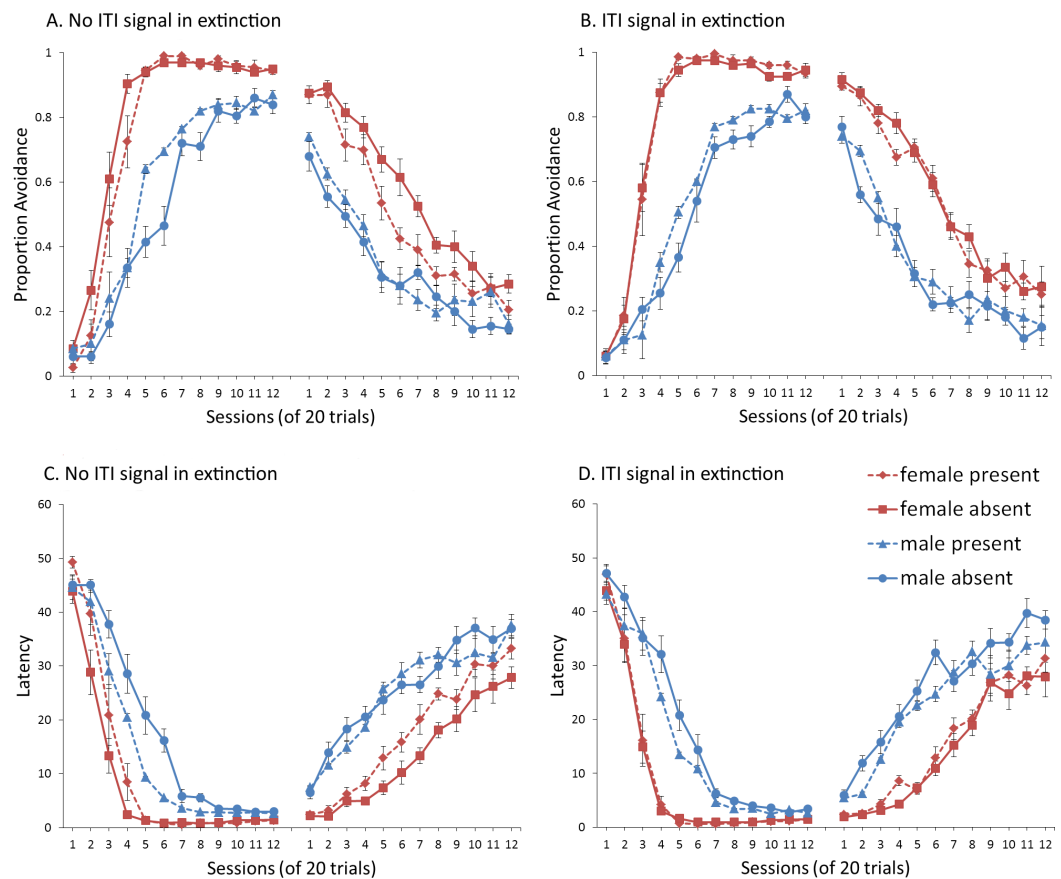 A. No ITI signal in extinction
Proportion Avoidance
1
0.8
0.6
0.4
0.2
0
1 2 3 4 5 6 7 8 9 10 11 12 1 2 3 4 5 6 7 8 9 10 11 12
Sessions (of 20 trials)
B. ITI signal in extinction
Proportion Avoidance
1
0.8
0.6
0.4
0.2
0
1 2 3 4 5 6 7 8 9 10 11 12 1 2 3 4 5 6 7 8 9 10 11 12
Sessions (of 20 trials)
C. No ITI signal in extinction
Latency
60
50
40
30
20
10
0
1 2 3 4 5 6 7 8 9 10 11 12 1 2 3 4 5 6 7 8 9 10 11 12
Sessions (of 20 trials)
D. ITI signal in extinction
Latency
60
50
40
30
20
10
0
1 2 3 4 5 6 7 8 9 10 11 12 1 2 3 4 5 6 7 8 9 10 11 12
Sessions (of 20 trials)
female present
female absent
male present
male absent